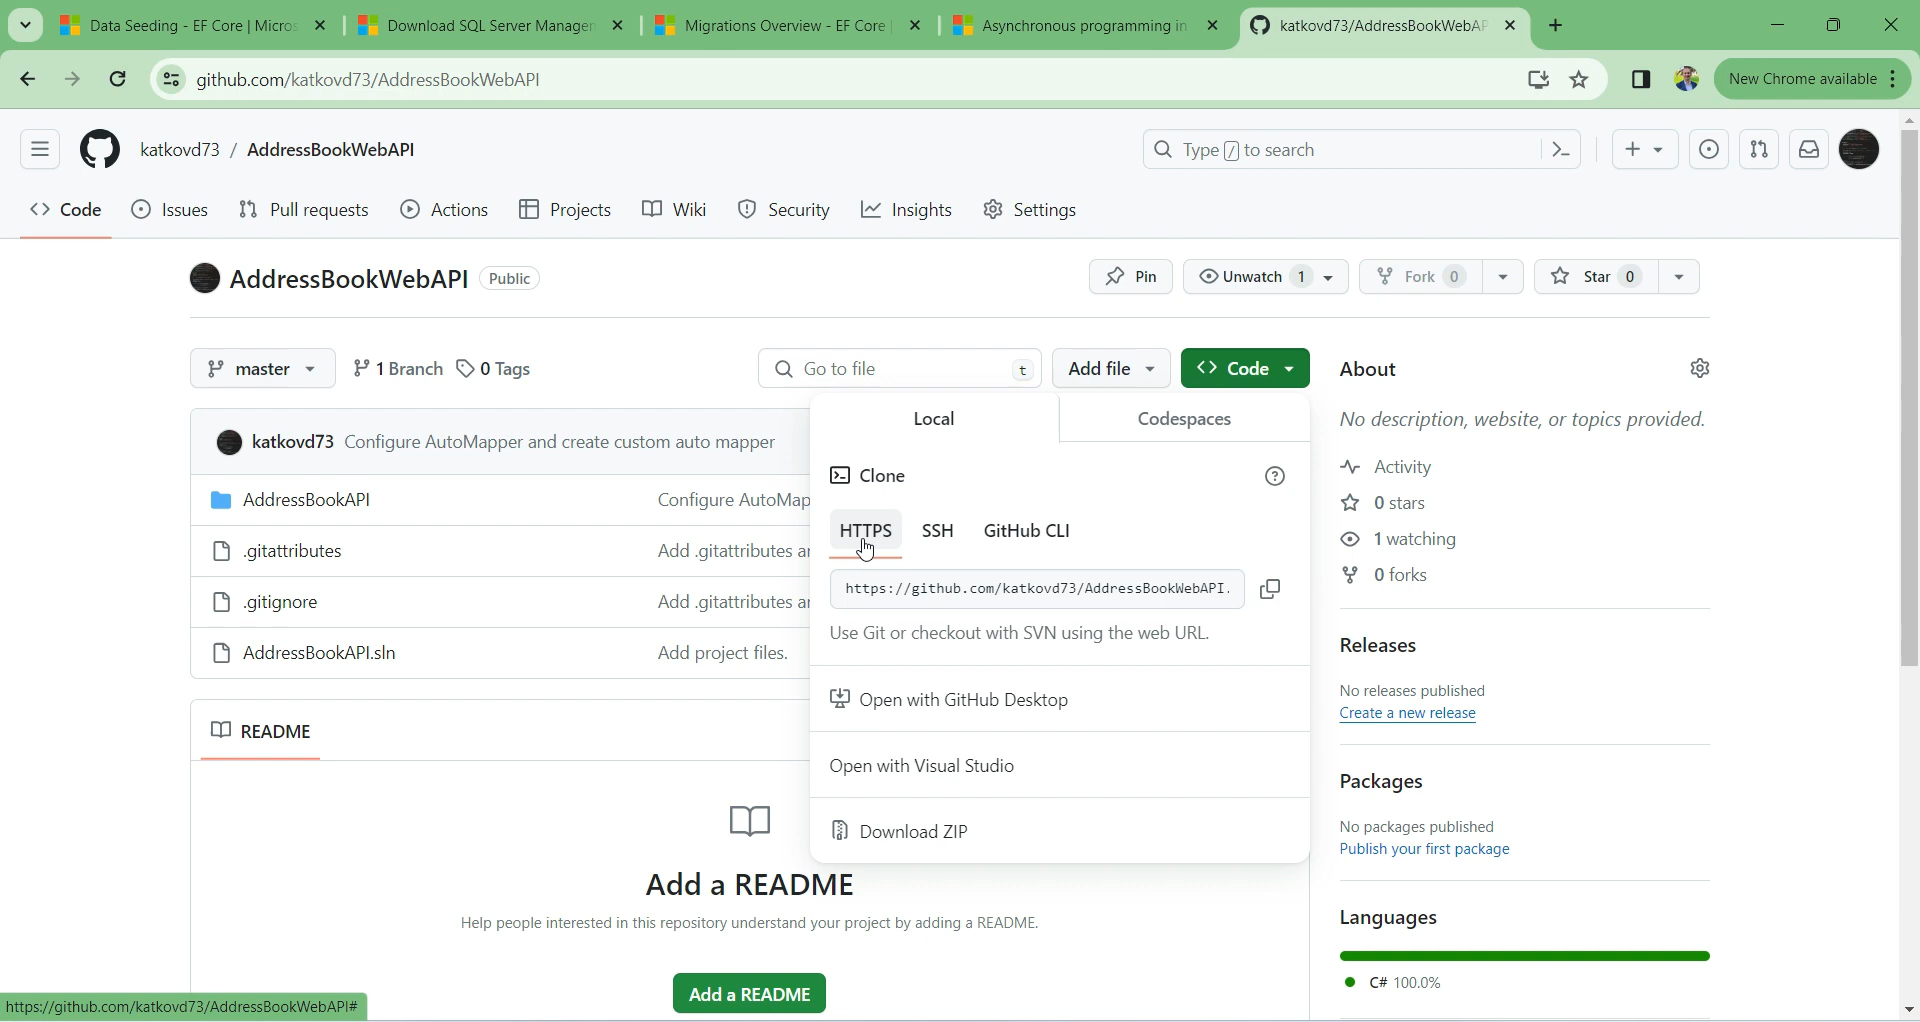 Data Seeding - EF Core | Micros
Download SQL Server Managen
Migrations Overview - EF Core
Asynchronous programming in
katkovd73/AddressBookWebAP
github.com/katkovd73/AddressBookWebAPI
New Chrome available
katkovd73 / AddressBookWebAPI
Type / to search
Code
Issues
Pull requests
Actions
Projects
Wiki
Security
Insights
Settings
AddressBookWebAPI Public
Pin
Unwatch 1
Fork 0
Star 0
master
1 Branch
0 Tags
Go to file t
Add file
Code
About
No description, website, or topics provided.
Local
Codespaces
katkovd73 Configure AutoMapper and create custom auto mapper
Clone
Activity
AddressBookAPI
Configure AutoMap
0 stars
HTTPS
SSH
GitHub CLI
1 watching
.gitattributes
Add .gitattributes ar
0 forks
https://github.com/katkovd73/AddressBookWebAPI.
.gitignore
Add .gitattributes ar
Use Git or checkout with SVN using the web URL.
Releases
AddressBookAPI.sln
Add project files.
No releases published
Create a new release
Open with GitHub Desktop
README
Open with Visual Studio
Packages
No packages published
Publish your first package
Download ZIP
Add a README
Help people interested in this repository understand your project by adding a README.
Languages
C# 100.0%
Add a README
https://github.com/katkovd73/AddressBookWebAPI#